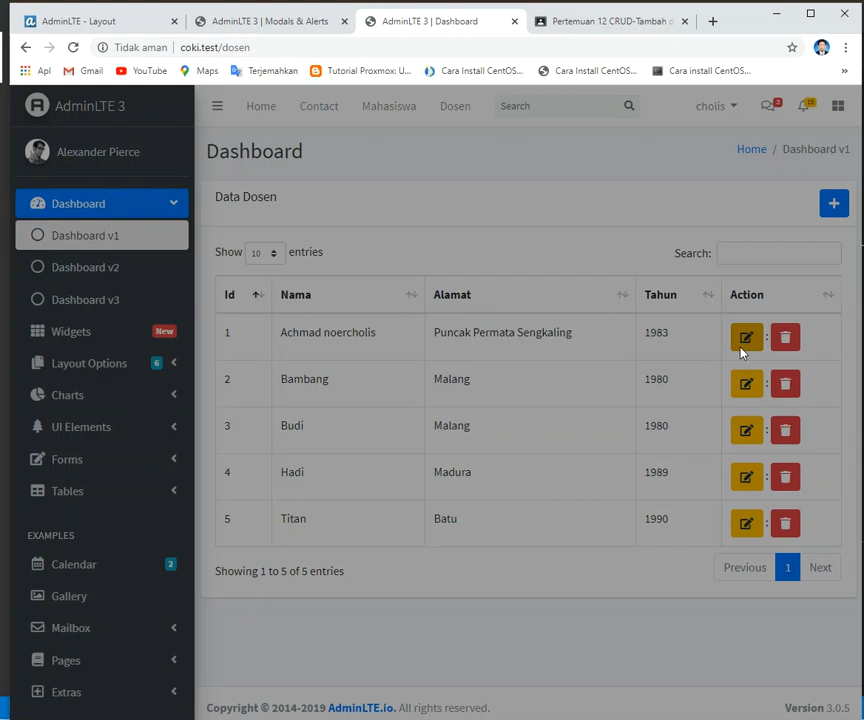 AdminLTE - Layout
AdminLTE 3 | Modals & Alerts
AdminLTE 3 | Dashboard
Pertemuan 12 CRUD-Tambah d
Tidak aman
coki.test/dosen
Apl
Gmail
YouTube
Maps
Terjemahkan
Tutorial Proxmox: U...
Cara Install CentOS...
Cara Install CentOS...
Cara install CentOS...
AdminLTE 3
Home
Contact
Mahasiswa
Dosen
Search
cholis
3
15
Alexander Pierce
Dashboard
Home / Dashboard v1
Dashboard
Dashboard v1
Dashboard v2
Dashboard v3
Widgets New
Layout Options 6
Charts
UI Elements
Forms
Tables
EXAMPLES
Calendar 2
Gallery
Mailbox
Pages
Extras
Data Dosen
Show 10 entries
Search:
Id Nama Alamat Tahun Action
1 Achmad noercholis Puncak Permata Sengkaling 1983 :
2 Bambang Malang 1980 :
3 Budi Malang 1980 :
4 Hadi Madura 1989 :
5 Titan Batu 1990 :
Showing 1 to 5 of 5 entries
Previous 1 Next
Copyright © 2014-2019 AdminLTE.io. All rights reserved.
Version 3.0.5